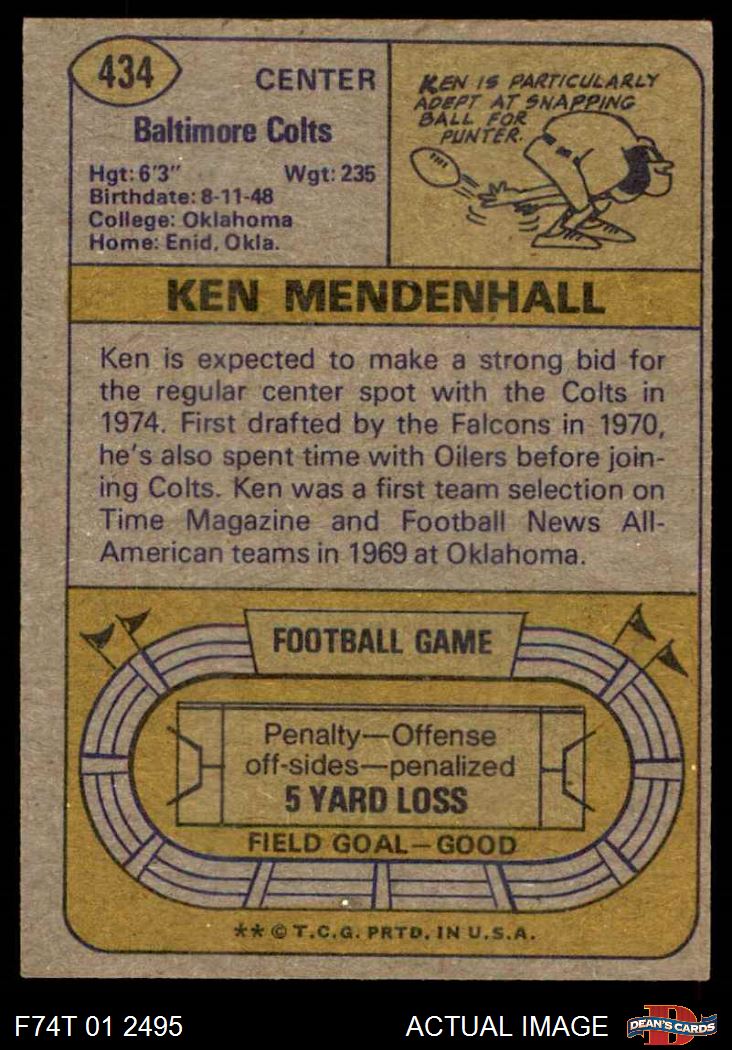 434
CENTER
Baltimore Colts
Hgt: 6'3" Wgt: 235
Birthdate: 8-11-48
College: Oklahoma
Home: Enid, Okla.
KEN IS PARTICULARLY
ADEPT AT SNAPPING
BALL FOR
PUNTER.
KEN MENDENHALL
Ken is expected to make a strong bid for
the regular center spot with the Colts in
1974. First drafted by the Falcons in 1970,
he's also spent time with Oilers before join-
ing Colts. Ken was a first team selection on
Time Magazine and Football News All-
American teams in 1969 at Oklahoma.
FOOTBALL GAME
Penalty—Offense
off-sides—penalized
5 YARD LOSS
FIELD GOAL—GOOD
** © T.C.G. PRTD. IN U.S.A.
F74T 01 2495
ACTUAL IMAGE
D
DEAN'S CARDS